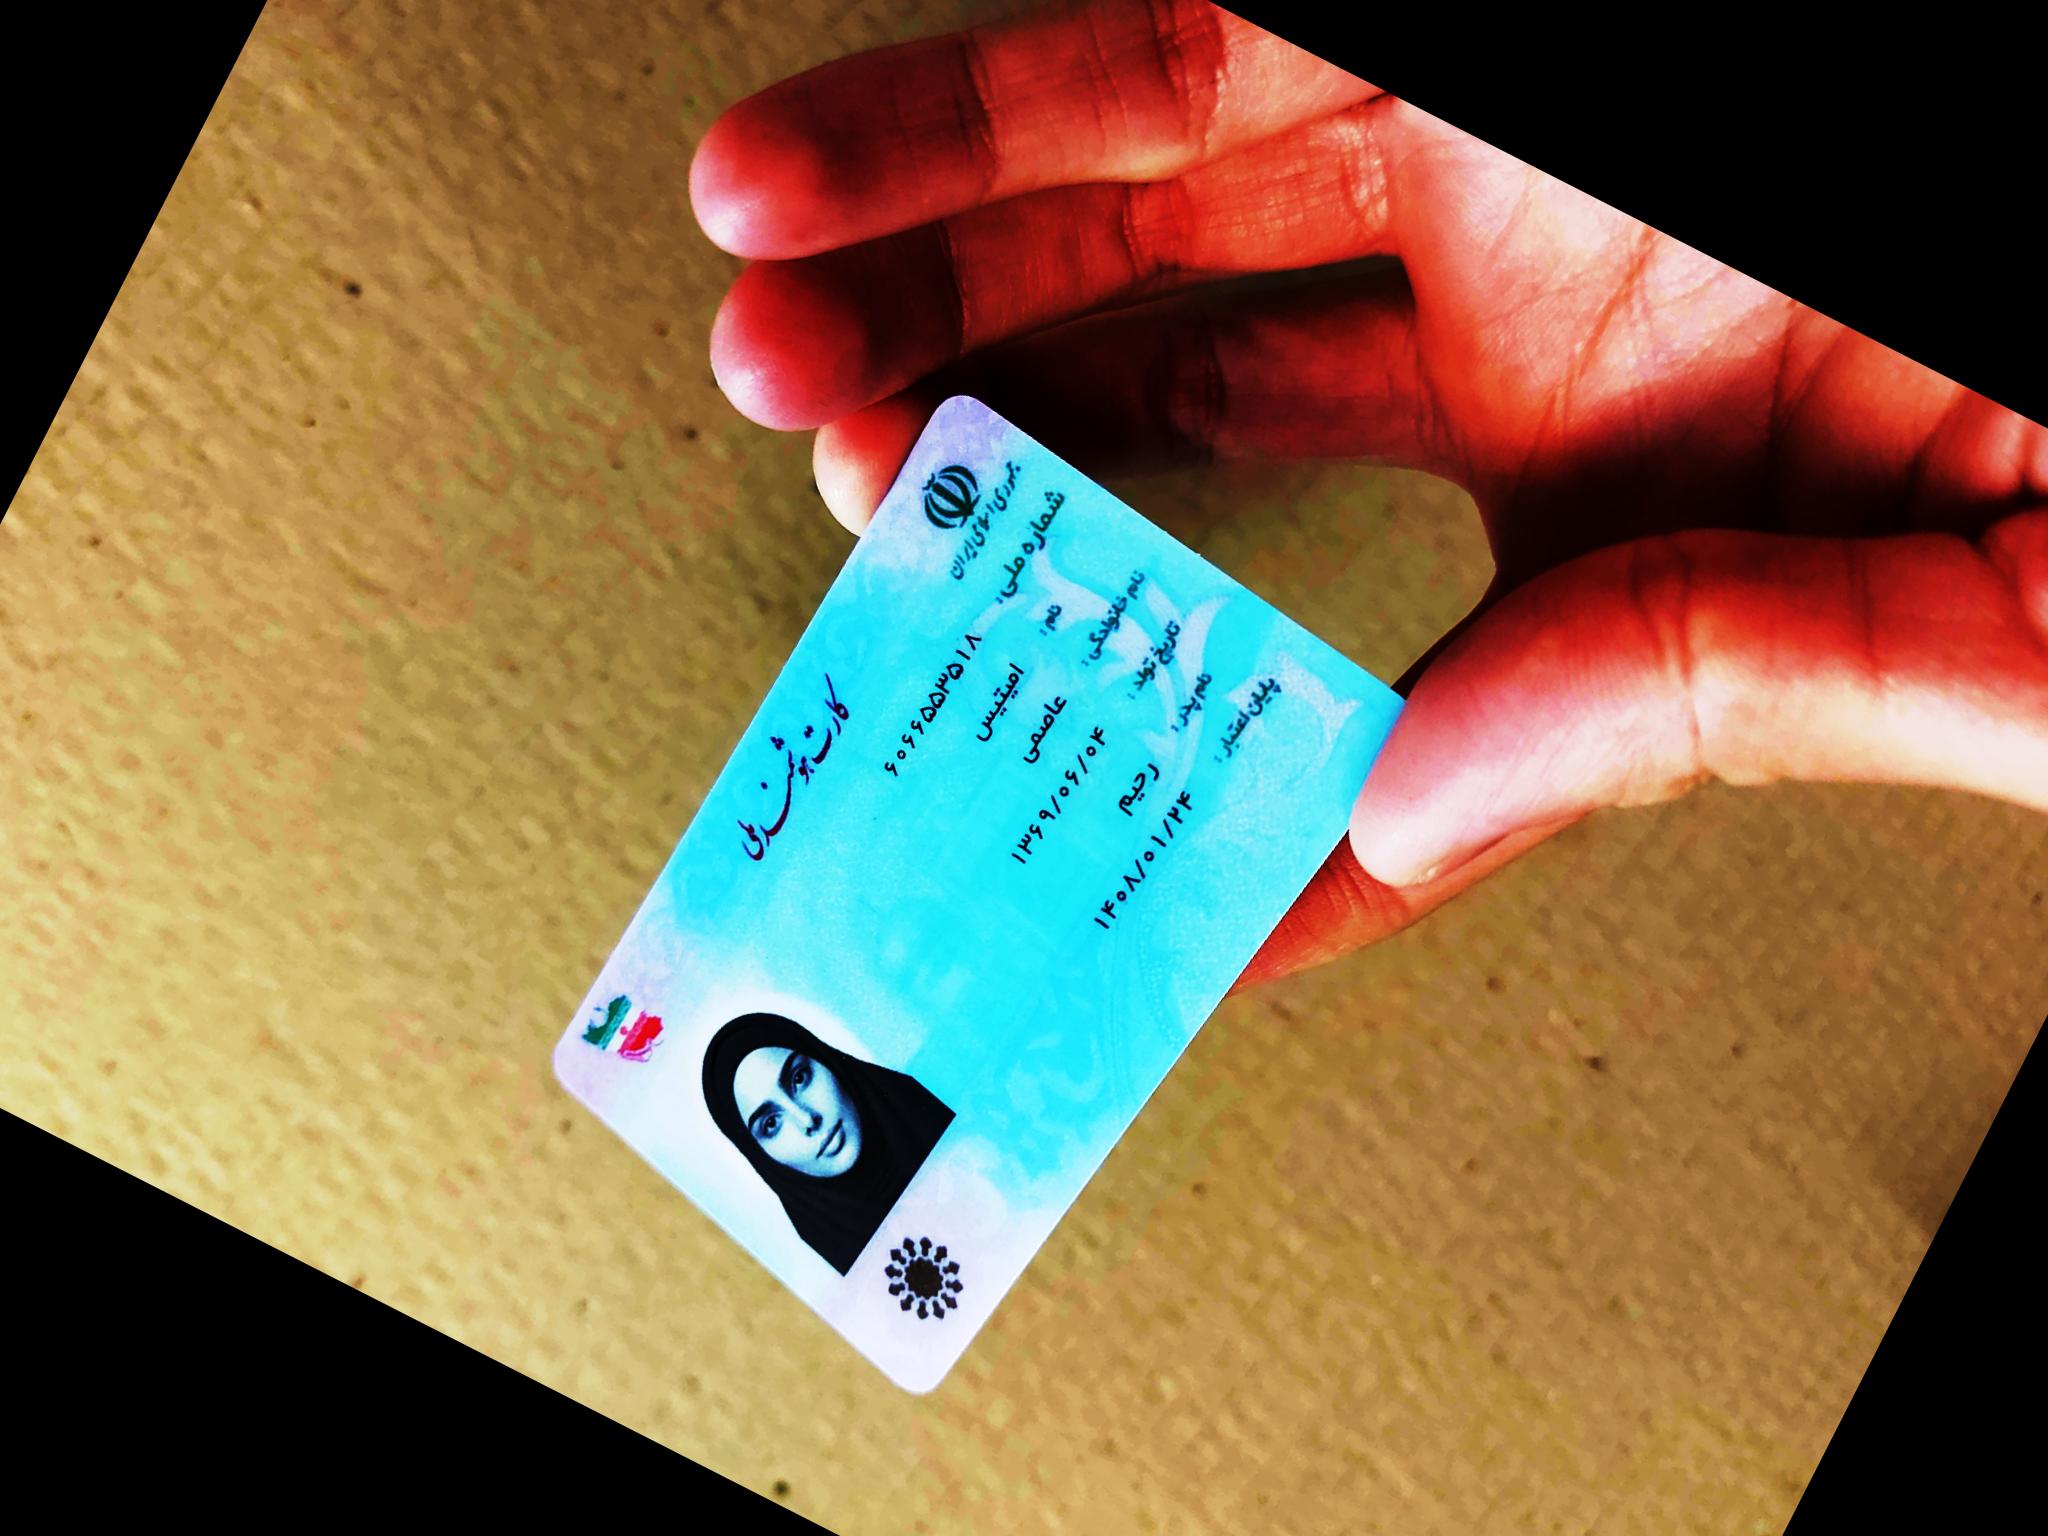 جمهوری اسلامی ایران
کارت هوشمند ملی
شماره ملی: ۶۰۶۶۵۵۳۵۱۸
نام: امیتیس
نام خانوادگی: عاصمی
تاریخ تولد: ۱۳۶۹/۰۶/۰۴
نام پدر: رحیم
پایان اعتبار: ۱۴۰۸/۰۱/۲۴